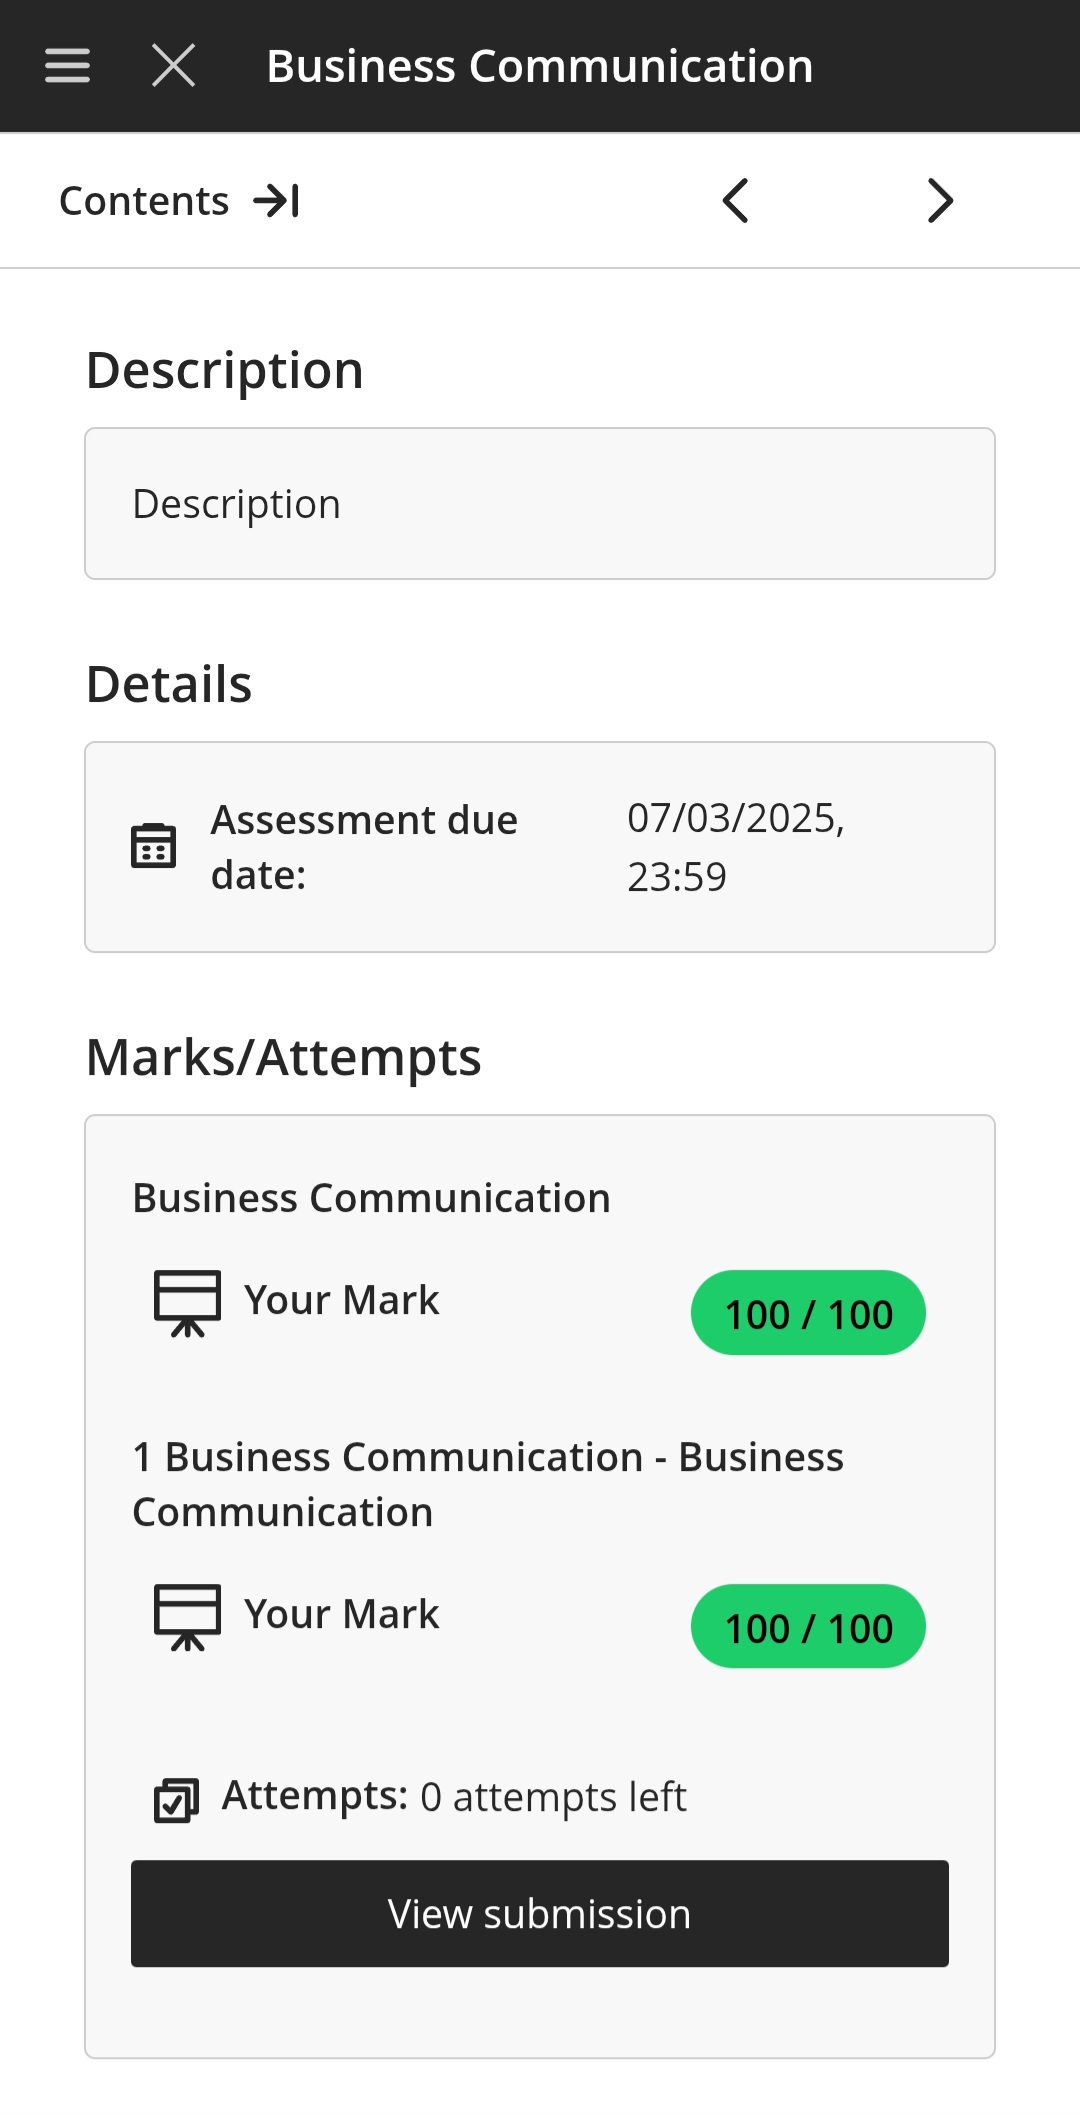 Business Communication
Contents
Description
Description
Details
Assessment due
date:
07/03/2025,
23:59
Marks/Attempts
Business Communication
Your Mark
100 / 100
1 Business Communication - Business
Communication
Your Mark
100 / 100
Attempts: 0 attempts left
View submission